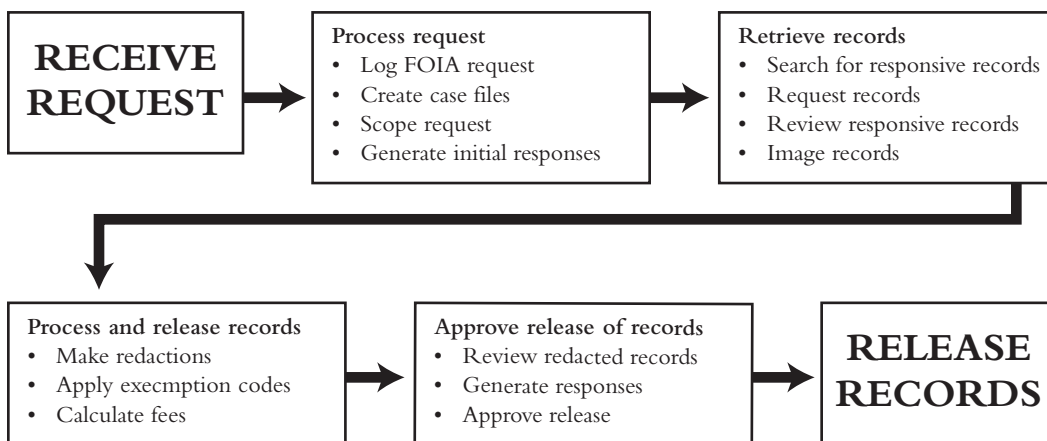 RECEIVE
REQUEST
Process request
• Log FOIA request
• Create case files
• Scope request
• Generate initial responses
Retrieve records
• Search for responsive records
• Request records
• Review responsive records
• Image records
Process and release records
• Make redactions
• Apply execmption codes
• Calculate fees
Approve release of records
• Review redacted records
• Generate responses
• Approve release
RELEASE
RECORDS